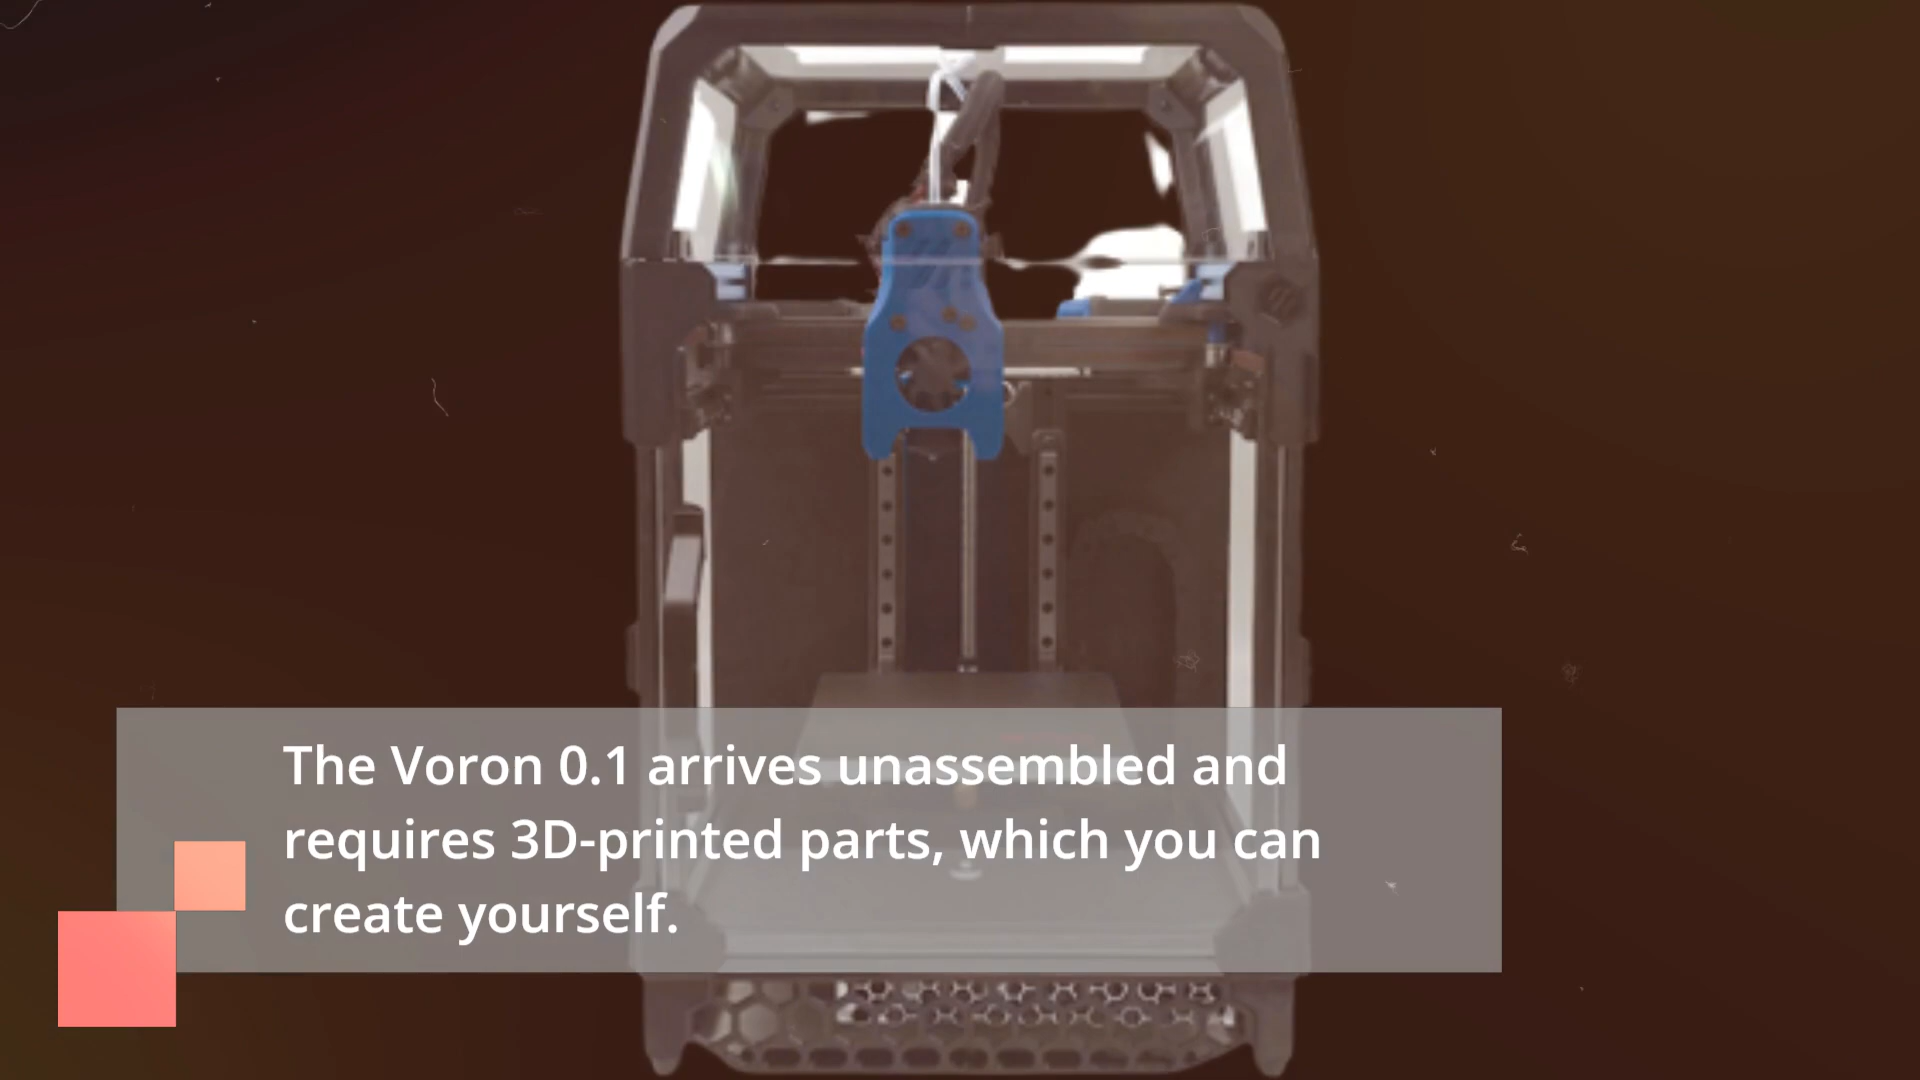 The Voron 0.1 arrives unassembled and
requires 3D-printed parts, which you can
create yourself.